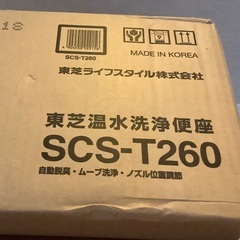 18
SCS-T260
MADE IN KOREA
東芝ライフスタイル株式会社
東芝温水洗浄便座
SCS-T260
自動脱臭・ムーブ洗浄・ノズル位置調節